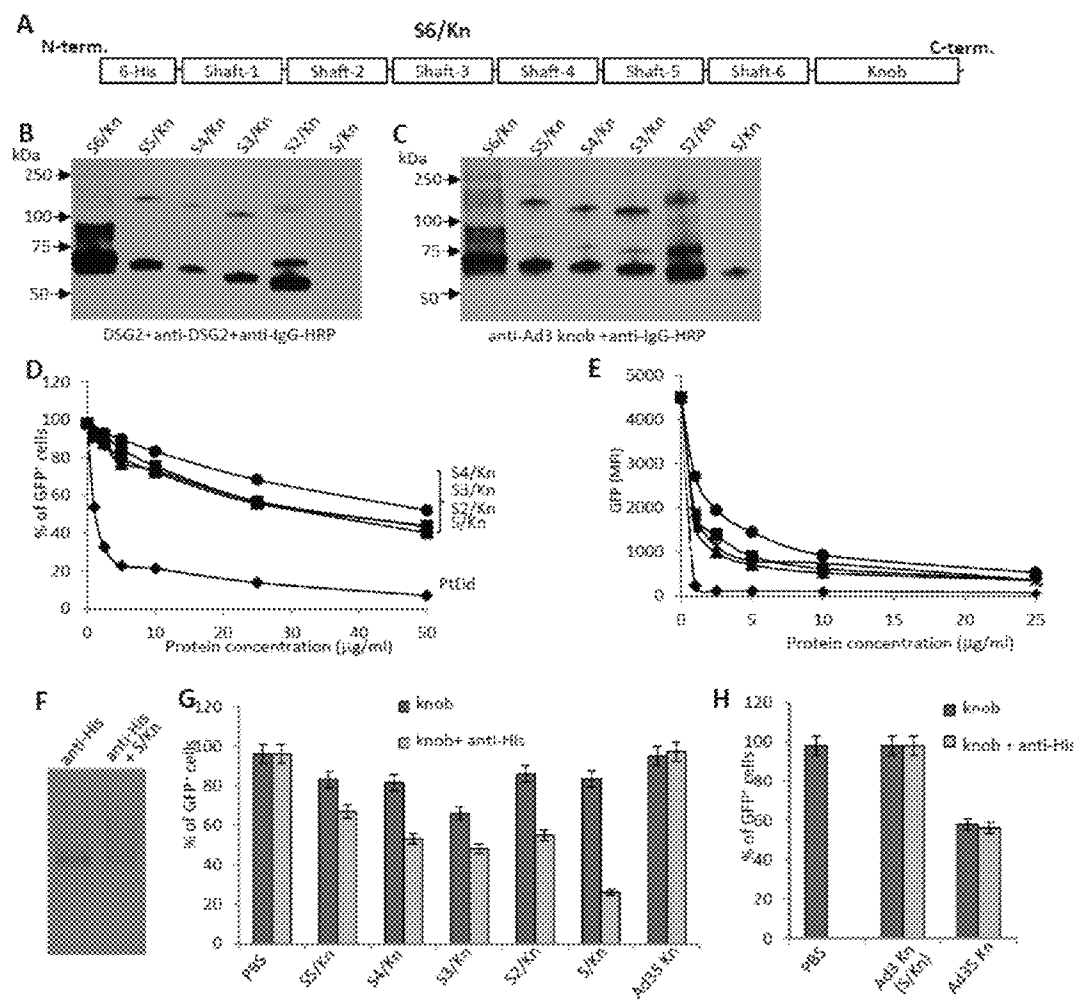 A
S6/Kn
N-term.
C-term.
6-His
Shaft-1
Shaft-2
Shaft-3
Shaft-4
Shaft-5
Shaft-6
Knob
B
kDa
S6/Kn
S5/Kn
S4/Kn
S3/Kn
S2/Kn
S/Kn
250
100
75
50
DSG2+anti-DSG2+anti-IgG-HRP
C
kDa
S6/Kn
S5/Kn
S4/Kn
S3/Kn
S2/Kn
S/Kn
250
100
75
50
anti-Ad3 knob +anti-IgG-HRP
D
% of GFP+ cells
120
100
80
60
40
20
0
0
10
20
30
40
50
Protein concentration (µg/ml)
S4/Kn
S3/Kn
S2/Kn
S/Kn
PtDd
E
GFP (MFI)
5000
4000
3000
2000
1000
0
0
5
10
15
20
25
Protein concentration (µg/ml)
F
anti-His
anti-His
+ S/Kn
G
% of GFP+ cells
120
100
80
60
40
20
0
knob
knob+ anti-His
PBS
S5/Kn
S4/Kn
S3/Kn
S2/Kn
S/Kn
Ad35 Kn
H
% of GFP+ cells
120
100
80
60
40
20
0
knob
knob + anti-His
PBS
Ad3 Kn
(S/Kn)
Ad35 Kn